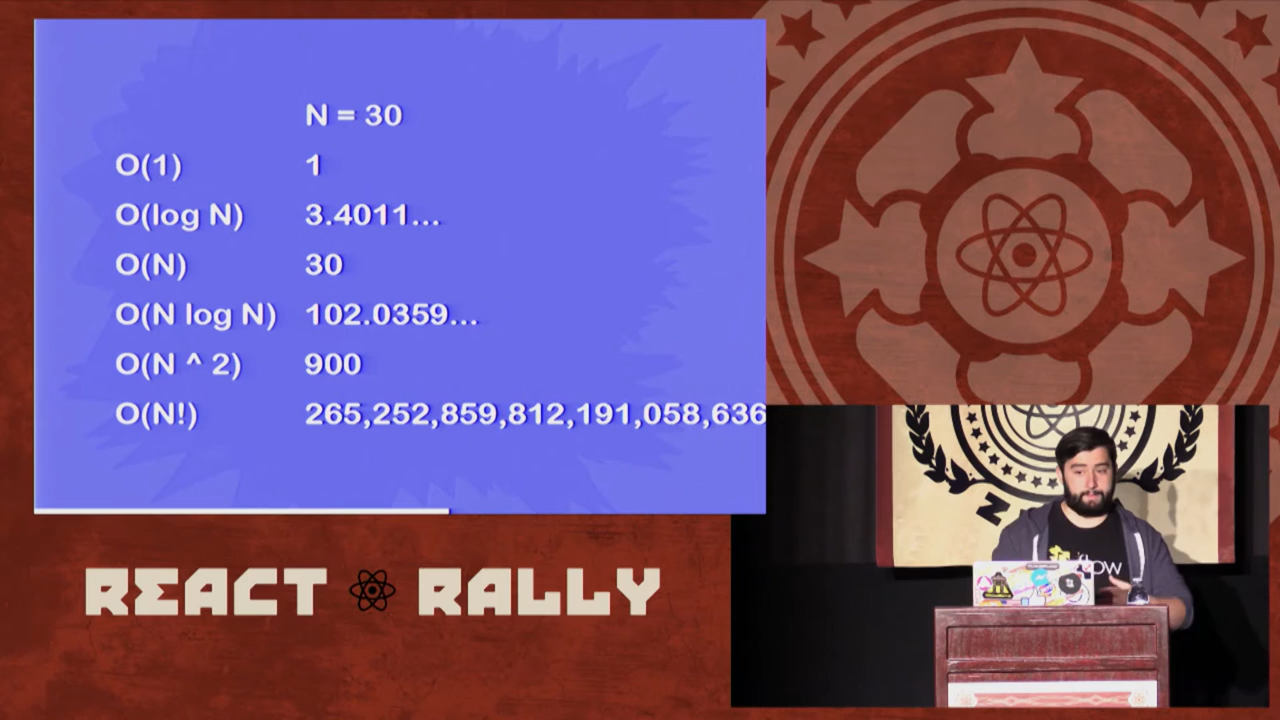 N = 30
O(1) 1
O(log N) 3.4011...
O(N) 30
O(N log N) 102.0359...
O(N ^ 2) 900
O(N!) 265,252,859,812,191,058,636
REACT RALLY